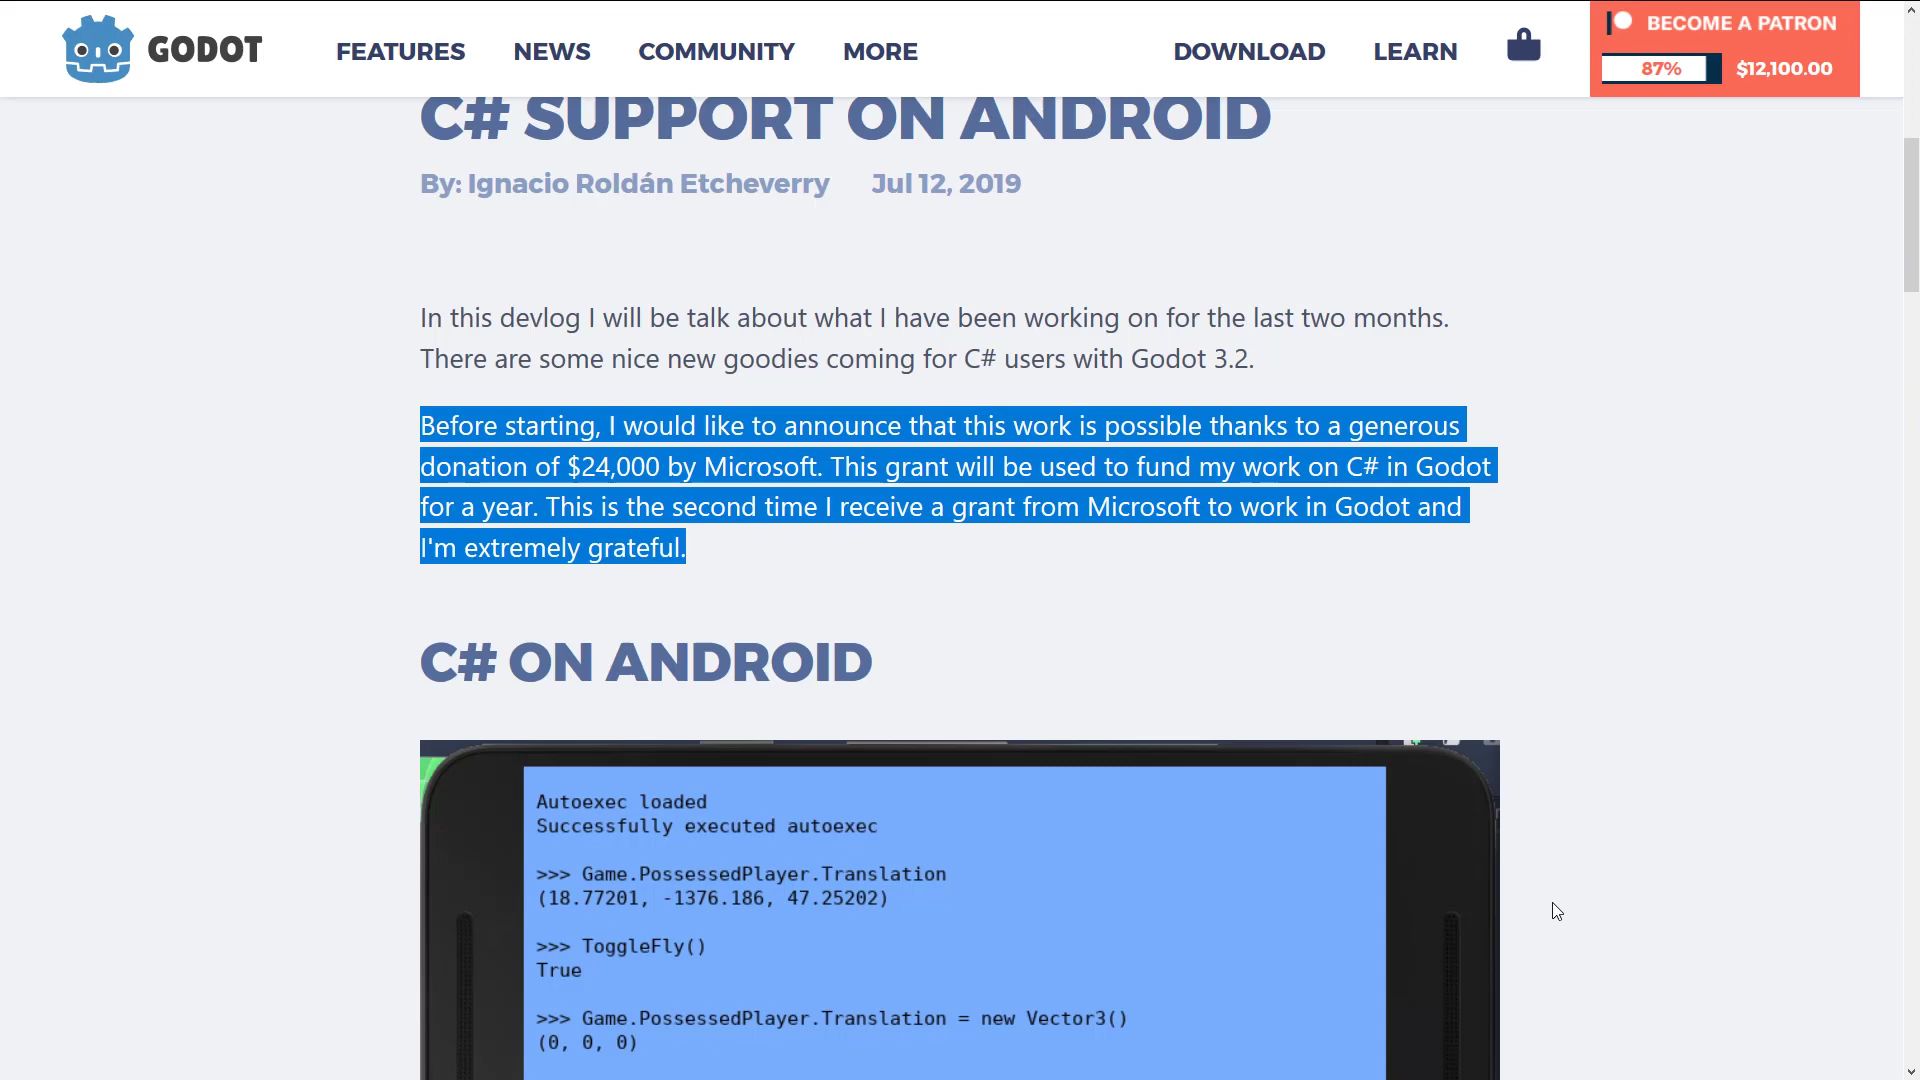 GODOT
FEATURES
NEWS
COMMUNITY
MORE
DOWNLOAD
LEARN
BECOME A PATRON
87%
$12,100.00
C# SUPPORT ON ANDROID
By: Ignacio Roldán Etcheverry Jul 12, 2019
In this devlog I will be talk about what I have been working on for the last two months.
There are some nice new goodies coming for C# users with Godot 3.2.
Before starting, I would like to announce that this work is possible thanks to a generous
donation of $24,000 by Microsoft. This grant will be used to fund my work on C# in Godot
for a year. This is the second time I receive a grant from Microsoft to work in Godot and
I'm extremely grateful.
C# ON ANDROID
Autoexec loaded
Successfully executed autoexec
>>> Game.PossessedPlayer.Translation
(18.77201, -1376.186, 47.25202)
>>> ToggleFly()
True
>>> Game.PossessedPlayer.Translation = new Vector3()
(0, 0, 0)